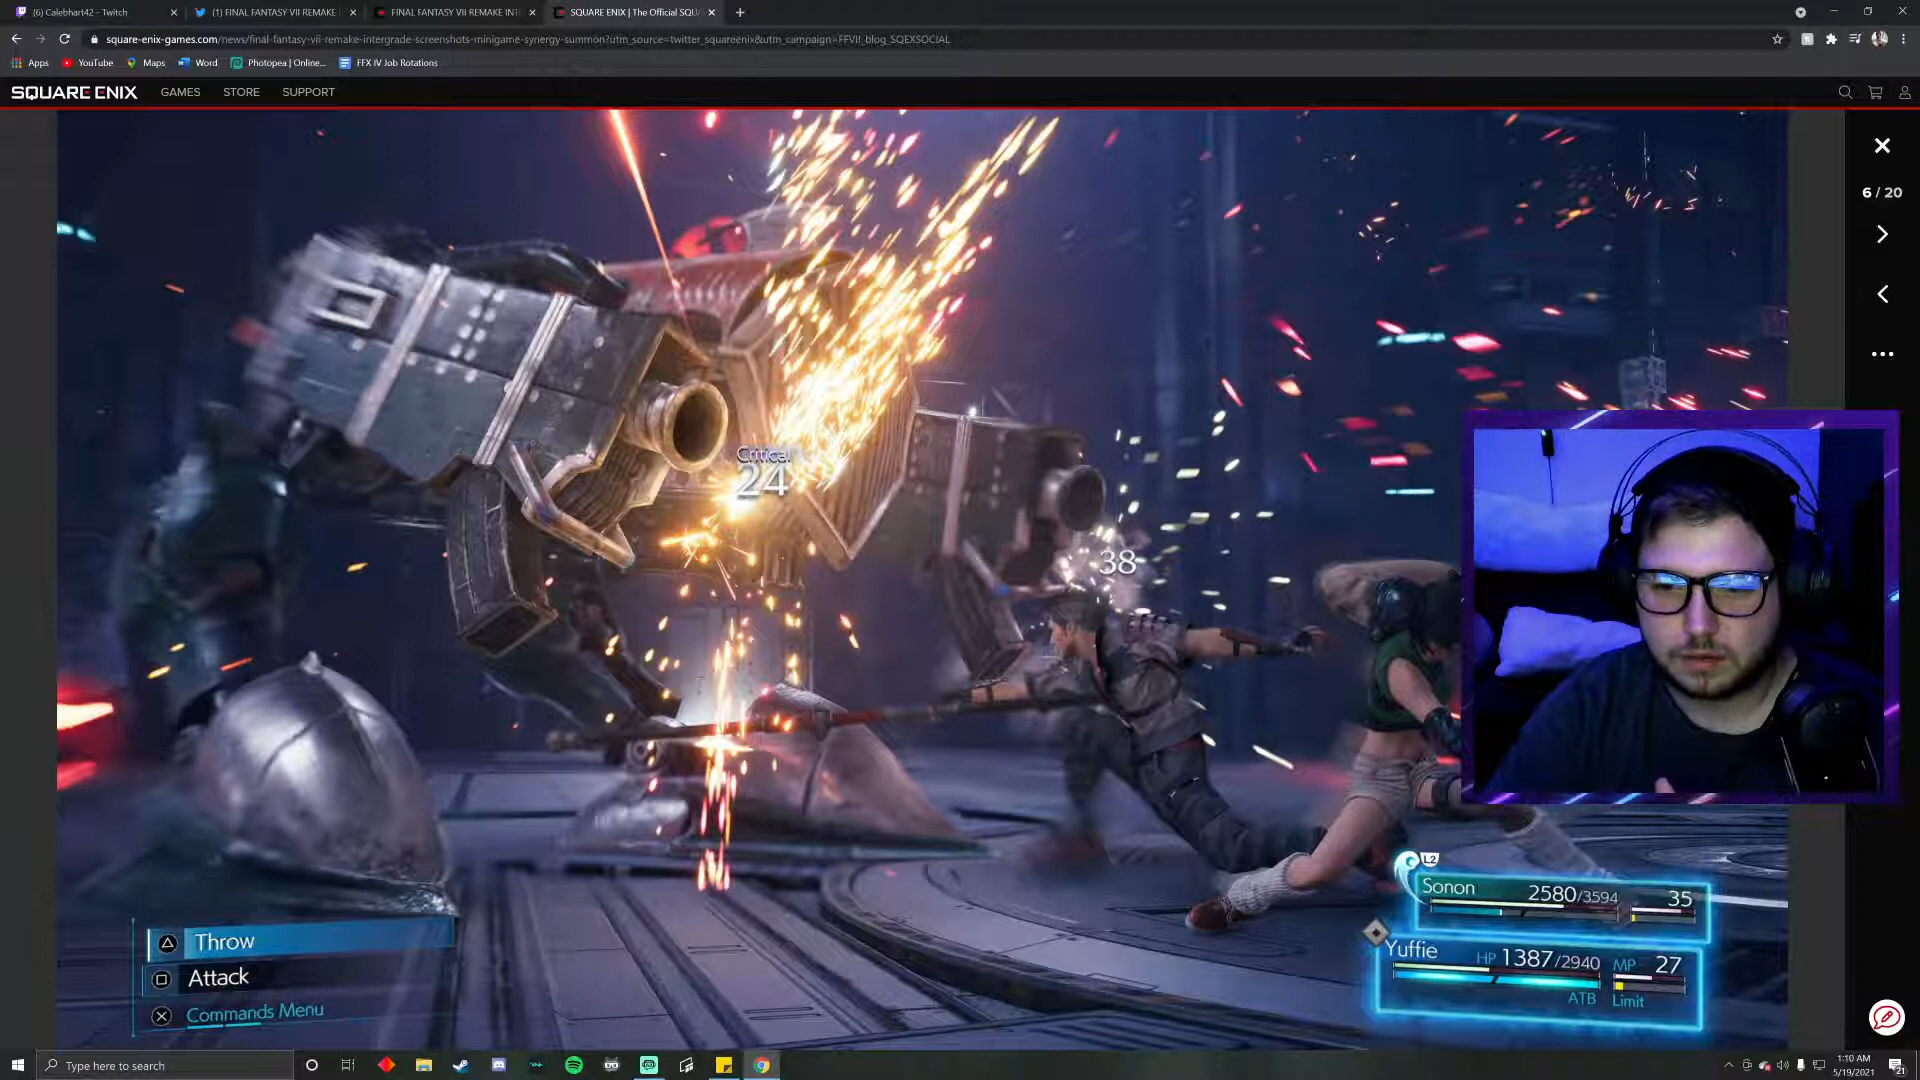 (6) Calebhart42 - Twitch
(1) FINAL FANTASY VII REMAKE
FINAL FANTASY VII REMAKE INT
SQUARE ENIX | The Official SQU
square-enix-games.com/news/final-fantasy-vii-remake-intergrade-screenshots-minigame-synergy-summon?utm_source=twitter_squareenix&utm_campaign=FFVII_blog_SQEXSOCIAL
Apps YouTube Maps Word Photopea | Online... FFX IV Job Rotations
SQUARE ENIX GAMES STORE SUPPORT
6 / 20
Critical
24
38
L2
Sonon 2580/3594 35
Yuffie HP 1387/2940 MP 27
ATB Limit
Throw
Attack
Commands Menu
Type here to search
1:10 AM
5/19/2021
21